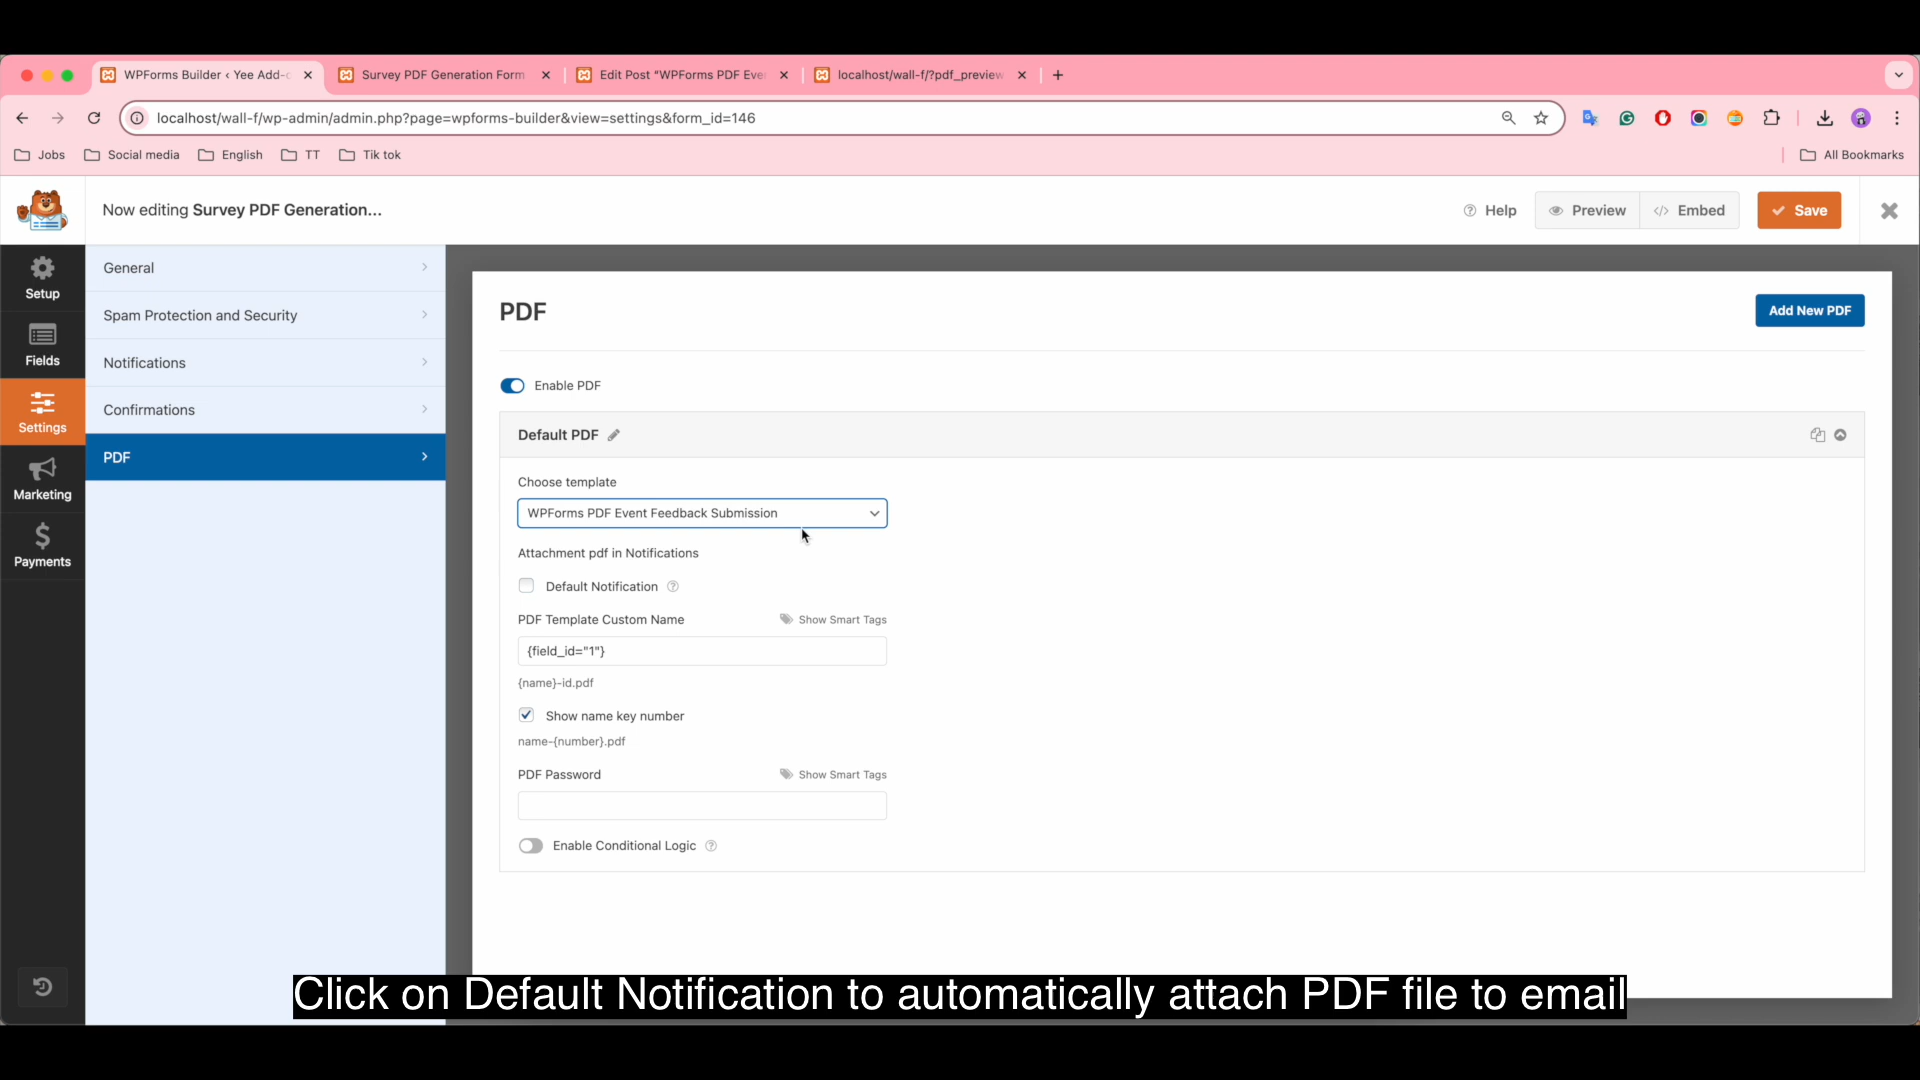 WPForms Builder ‹ Yee Add-
Survey PDF Generation Form
Edit Post "WPForms PDF Eve
localhost/wall-f/?pdf_preview
localhost/wall-f/wp-admin/admin.php?page=wpforms-builder&view=settings&form_id=146
Jobs
Social media
English
TT
Tik tok
All Bookmarks
Now editing Survey PDF Generation...
Help
Preview
Embed
Save
Setup
Fields
Settings
Marketing
Payments
General
Spam Protection and Security
Notifications
Confirmations
PDF
PDF
Add New PDF
Enable PDF
Default PDF
Choose template
WPForms PDF Event Feedback Submission
Attachment pdf in Notifications
Default Notification
PDF Template Custom Name
Show Smart Tags
{field_id="1"}
{name}-id.pdf
Show name key number
name-{number}.pdf
PDF Password
Show Smart Tags
Enable Conditional Logic
Click on Default Notification to automatically attach PDF file to email